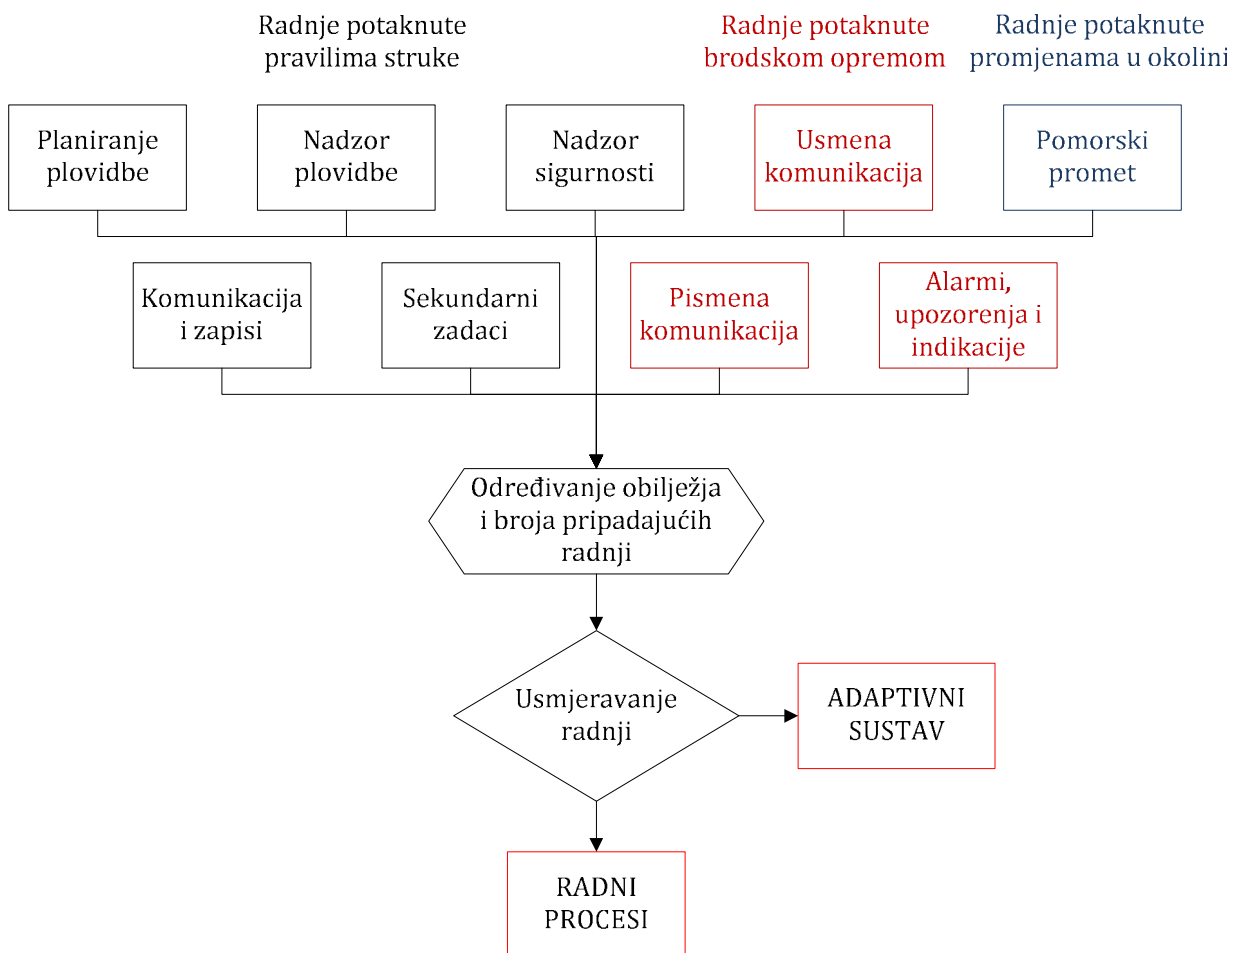 Radnje potaknute
pravilima struke
Radnje potaknute
brodskom opremom
Radnje potaknute
promjenama u okolini
Planiranje
plovidbe
Nadzor
plovidbe
Nadzor
sigurnosti
Usmena
komunikacija
Pomorski
promet
Komunikacija
i zapisi
Sekundarni
zadaci
Pismena
komunikacija
Alarmi,
upozorenja i
indikacije
Određivanje obilježja
i broja pripadajućih
radnji
Usmjeravanje
radnji
ADAPTIVNI
SUSTAV
RADNI
PROCESI